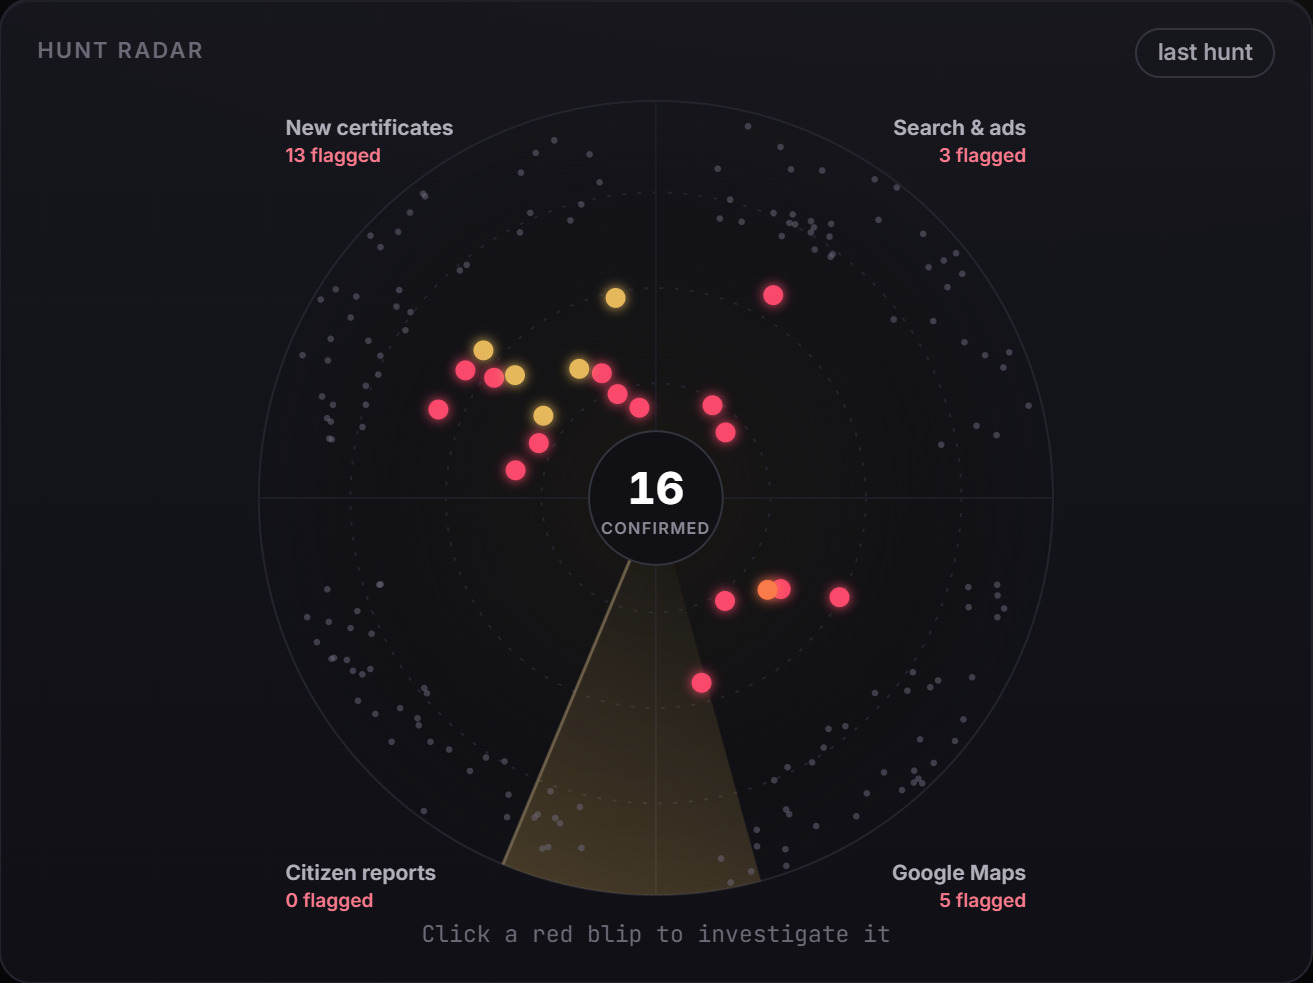 HUNT RADAR
last hunt
New certificates
13 flagged
Search & ads
3 flagged
16
CONFIRMED
Citizen reports
0 flagged
Google Maps
5 flagged
Click a red blip to investigate it